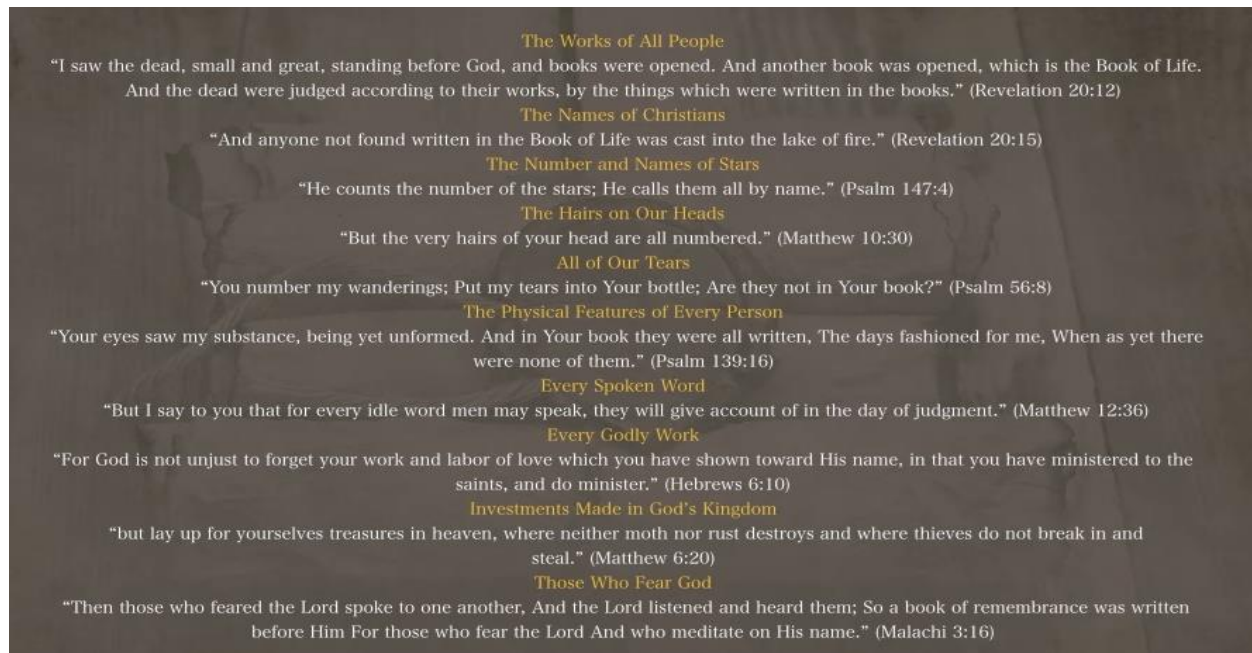 The Works of All People
“I saw the dead, small and great, standing before God, and books were opened. And another book was opened, which is the Book of Life.
And the dead were judged according to their works, by the things which were written in the books.” (Revelation 20:12)
The Names of Christians
“And anyone not found written in the Book of Life was cast into the lake of fire.” (Revelation 20:15)
The Number and Names of Stars
“He counts the number of the stars; He calls them all by name.” (Psalm 147:4)
The Hairs on Our Heads
“But the very hairs of your head are all numbered.” (Matthew 10:30)
All of Our Tears
“You number my wanderings; Put my tears into Your bottle; Are they not in Your book?” (Psalm 56:8)
The Physical Features of Every Person
“Your eyes saw my substance, being yet unformed. And in Your book they were all written, The days fashioned for me, When as yet there
were none of them.” (Psalm 139:16)
Every Spoken Word
“But I say to you that for every idle word men may speak, they will give account of in the day of judgment.” (Matthew 12:36)
Every Godly Work
“For God is not unjust to forget your work and labor of love which you have shown toward His name, in that you have ministered to the
saints, and do minister.” (Hebrews 6:10)
Investments Made in God’s Kingdom
“but lay up for yourselves treasures in heaven, where neither moth nor rust destroys and where thieves do not break in and
steal.” (Matthew 6:20)
Those Who Fear God
“Then those who feared the Lord spoke to one another, And the Lord listened and heard them; So a book of remembrance was written
before Him For those who fear the Lord And who meditate on His name.” (Malachi 3:16)